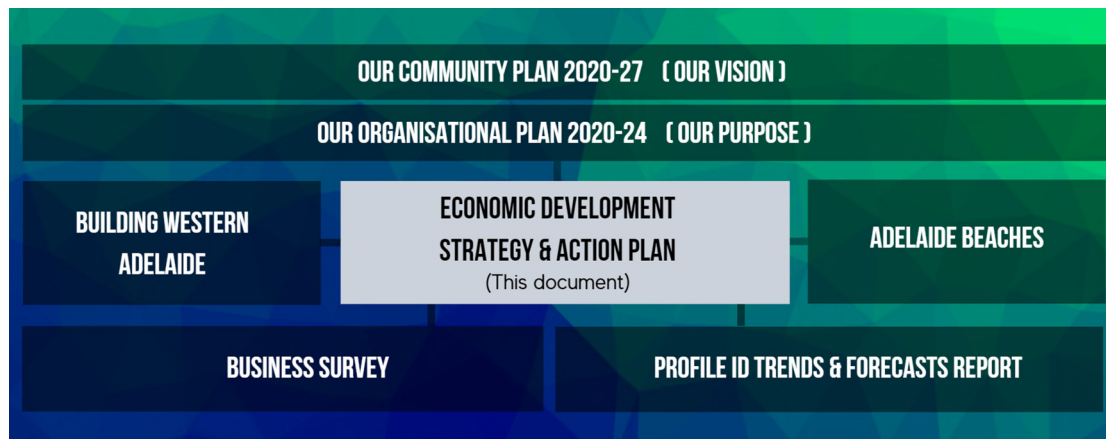 OUR COMMUNITY PLAN 2020-27 ( OUR VISION )
OUR ORGANISATIONAL PLAN 2020-24 ( OUR PURPOSE )
BUILDING WESTERN
ADELAIDE
ECONOMIC DEVELOPMENT
STRATEGY & ACTION PLAN
(This document)
ADELAIDE BEACHES
BUSINESS SURVEY
PROFILE ID TRENDS & FORECASTS REPORT